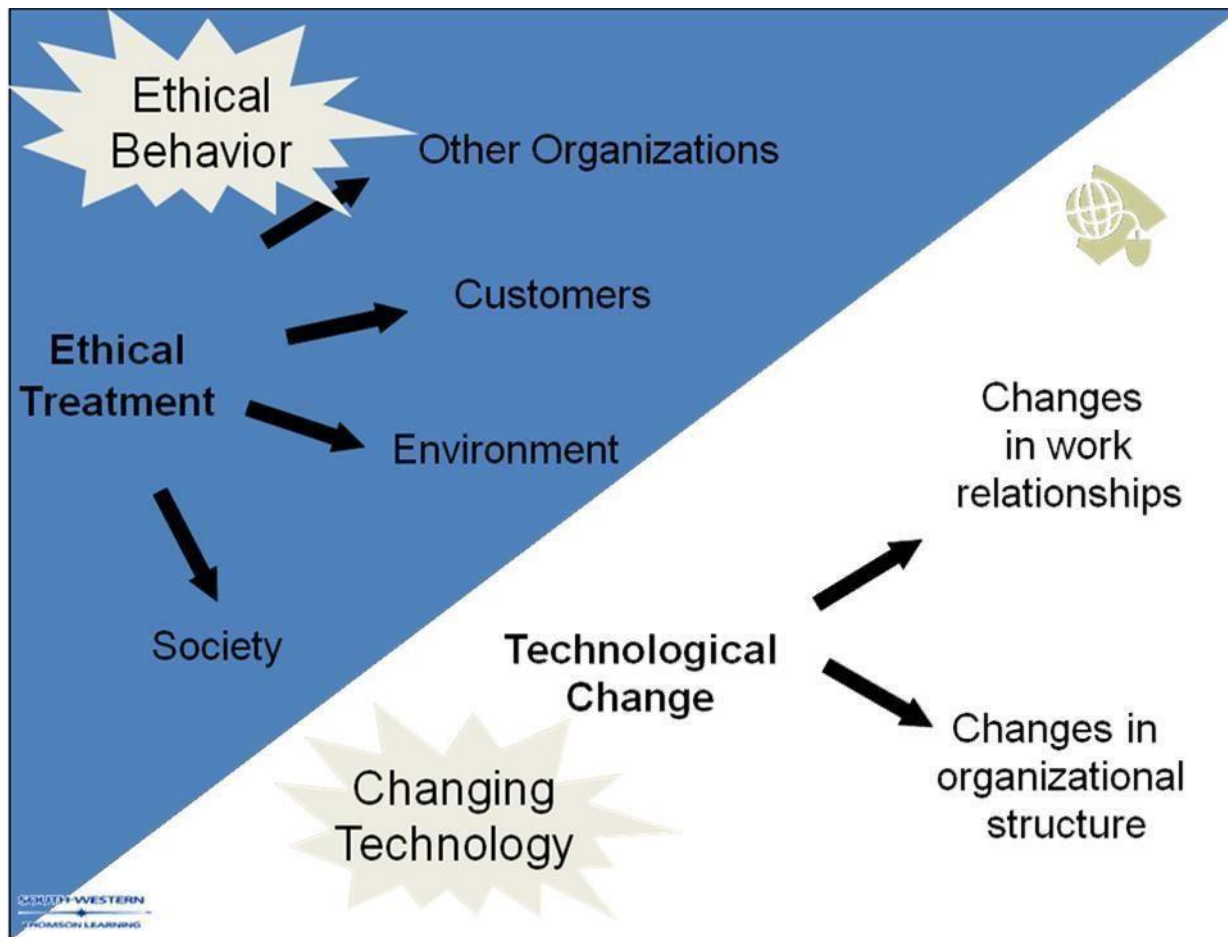 Ethical
Behavior
Other Organizations
Customers
Ethical
Treatment
Environment
Society
Changes
in work
relationships
Technological
Change
Changes in
organizational
structure
Changing
Technology
SOUTH-WESTERN
THOMSON LEARNING